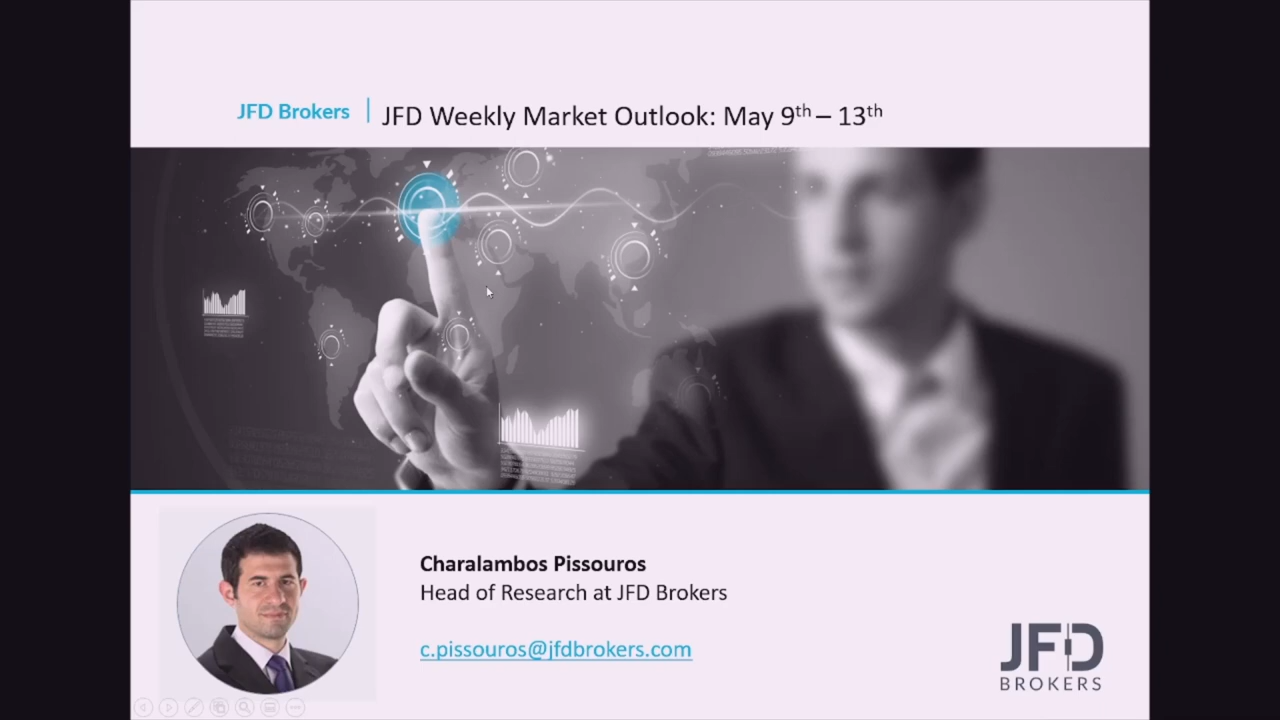 JFD Brokers | JFD Weekly Market Outlook: May 9th – 13th
Charalambos Pissouros
Head of Research at JFD Brokers
c.pissouros@jfdbrokers.com
JFD
BROKERS